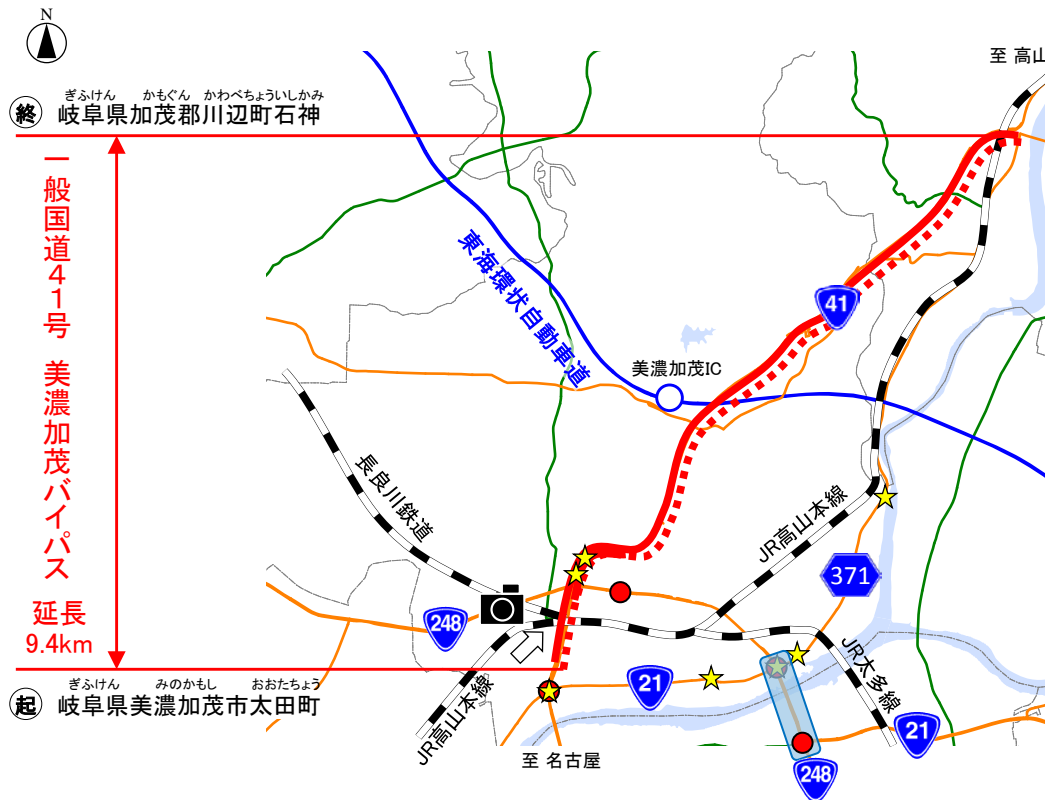 N
至 高山
ぎふけん かもぐん かわべちょういしかみ
終 岐阜県加茂郡川辺町石神
一般国道41号 美濃加茂バイパス
延長
9.4km
東海環状自動車道
41
美濃加茂IC
長良川鉄道
JR高山本線
371
248
21
JR太多線
21
ぎふけん みのかもし おおたちょう
起 岐阜県美濃加茂市太田町
JR高山本線
至 名古屋
248